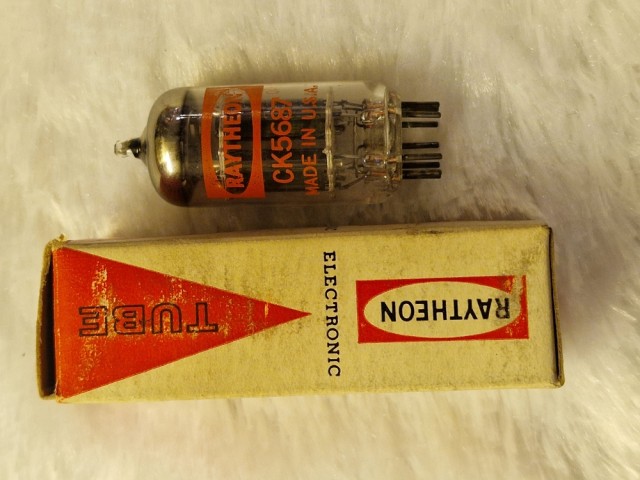 RAYTHEON
CK5687
MADE IN U.S.A.
RAYTHEON
ELECTRONIC
TUBE